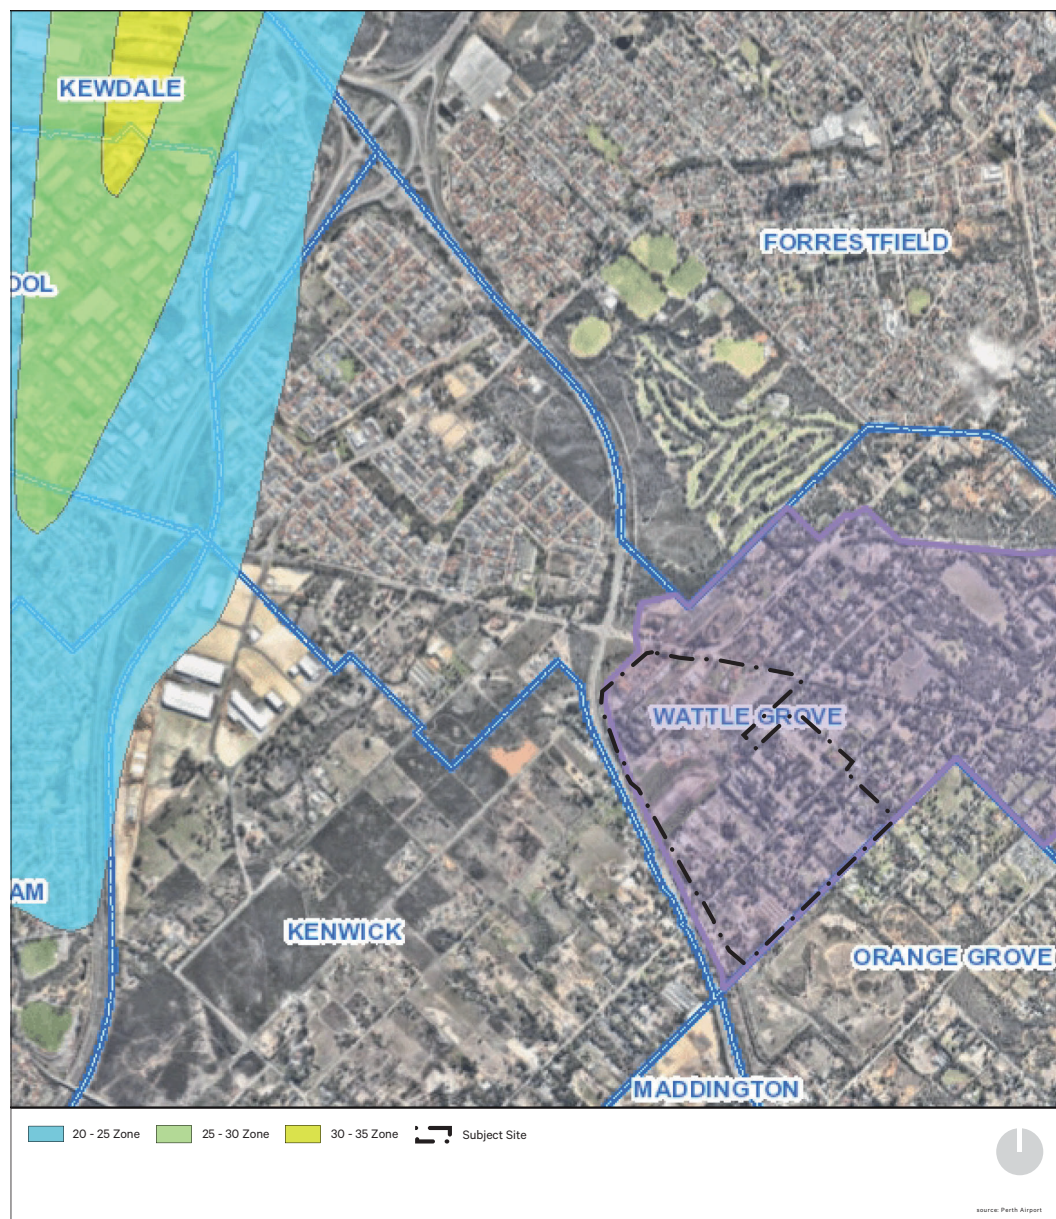 KEWDALE
FORRESTFIELD
OOL
WATTLE GROVE
AM
KENWICK
ORANGE GROVE
MADDINGTON
20 - 25 Zone
25 - 30 Zone
30 - 35 Zone
Subject Site
source: Perth Airport